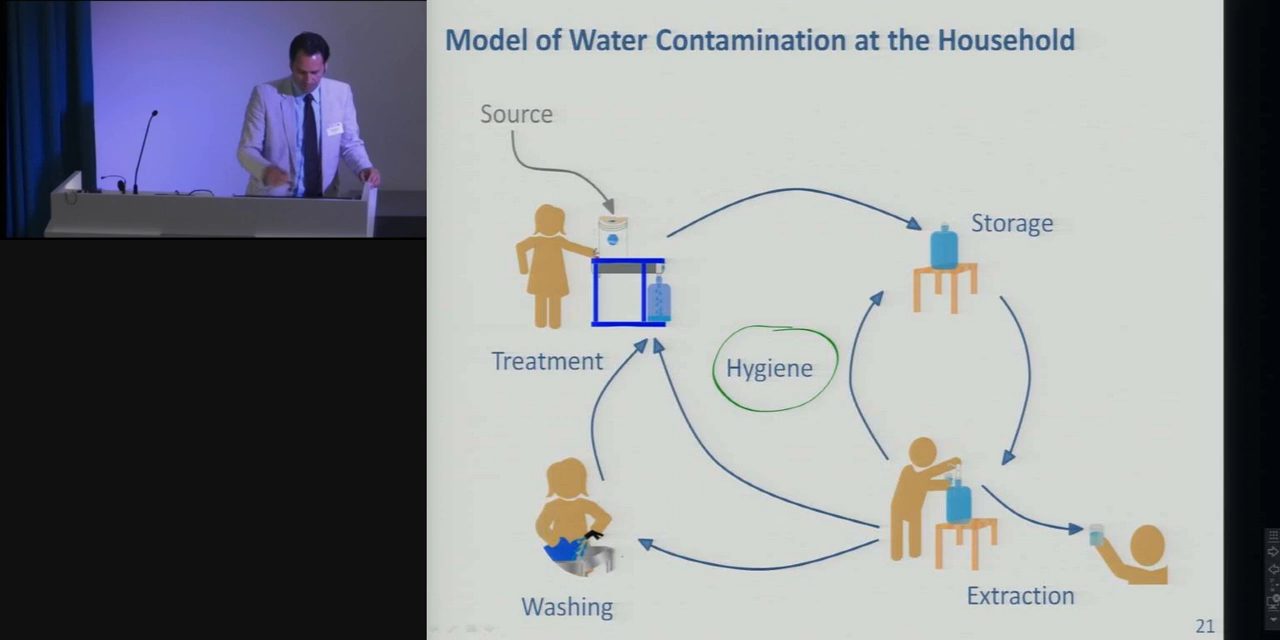 Model of Water Contamination at the Household
Source
Storage
Treatment
Hygiene
Washing
Extraction
21